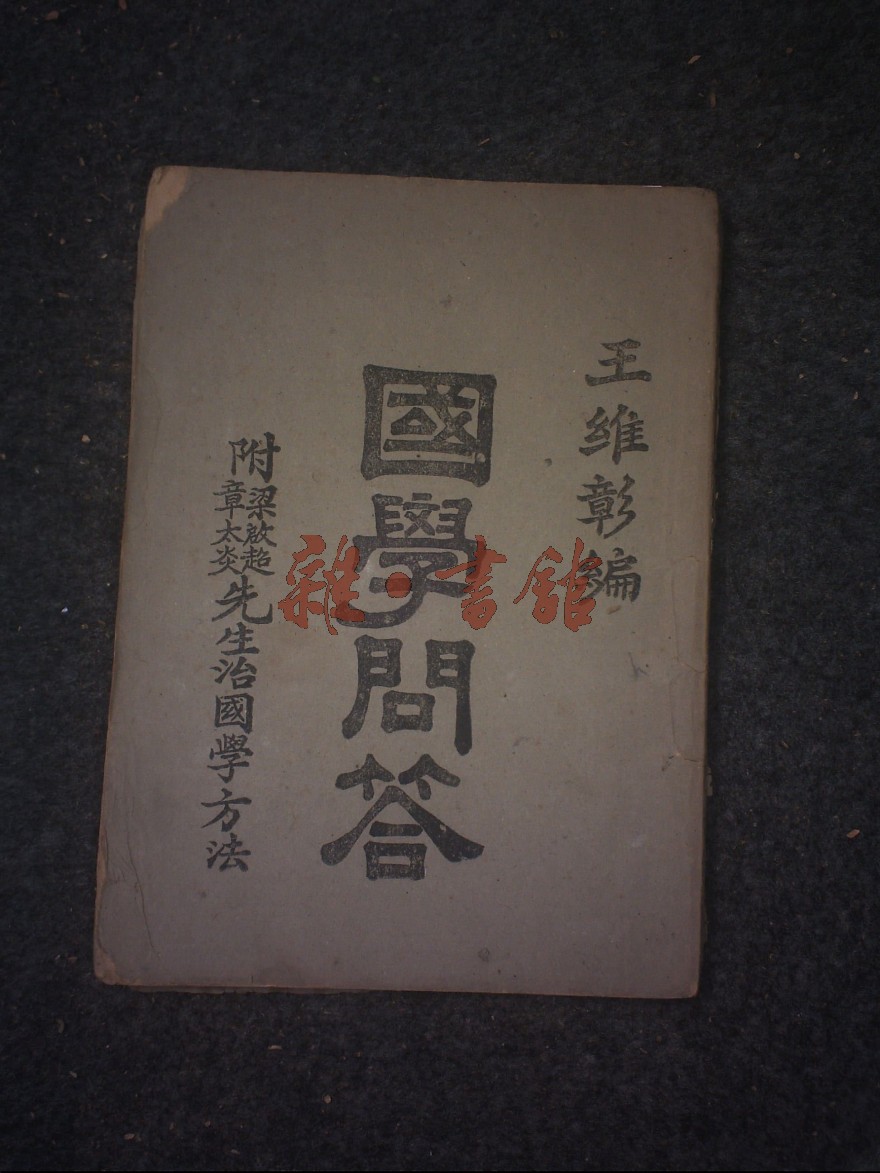 王維彰編
國學問答
附梁啟超章太炎先生治國學方法
雜·書館